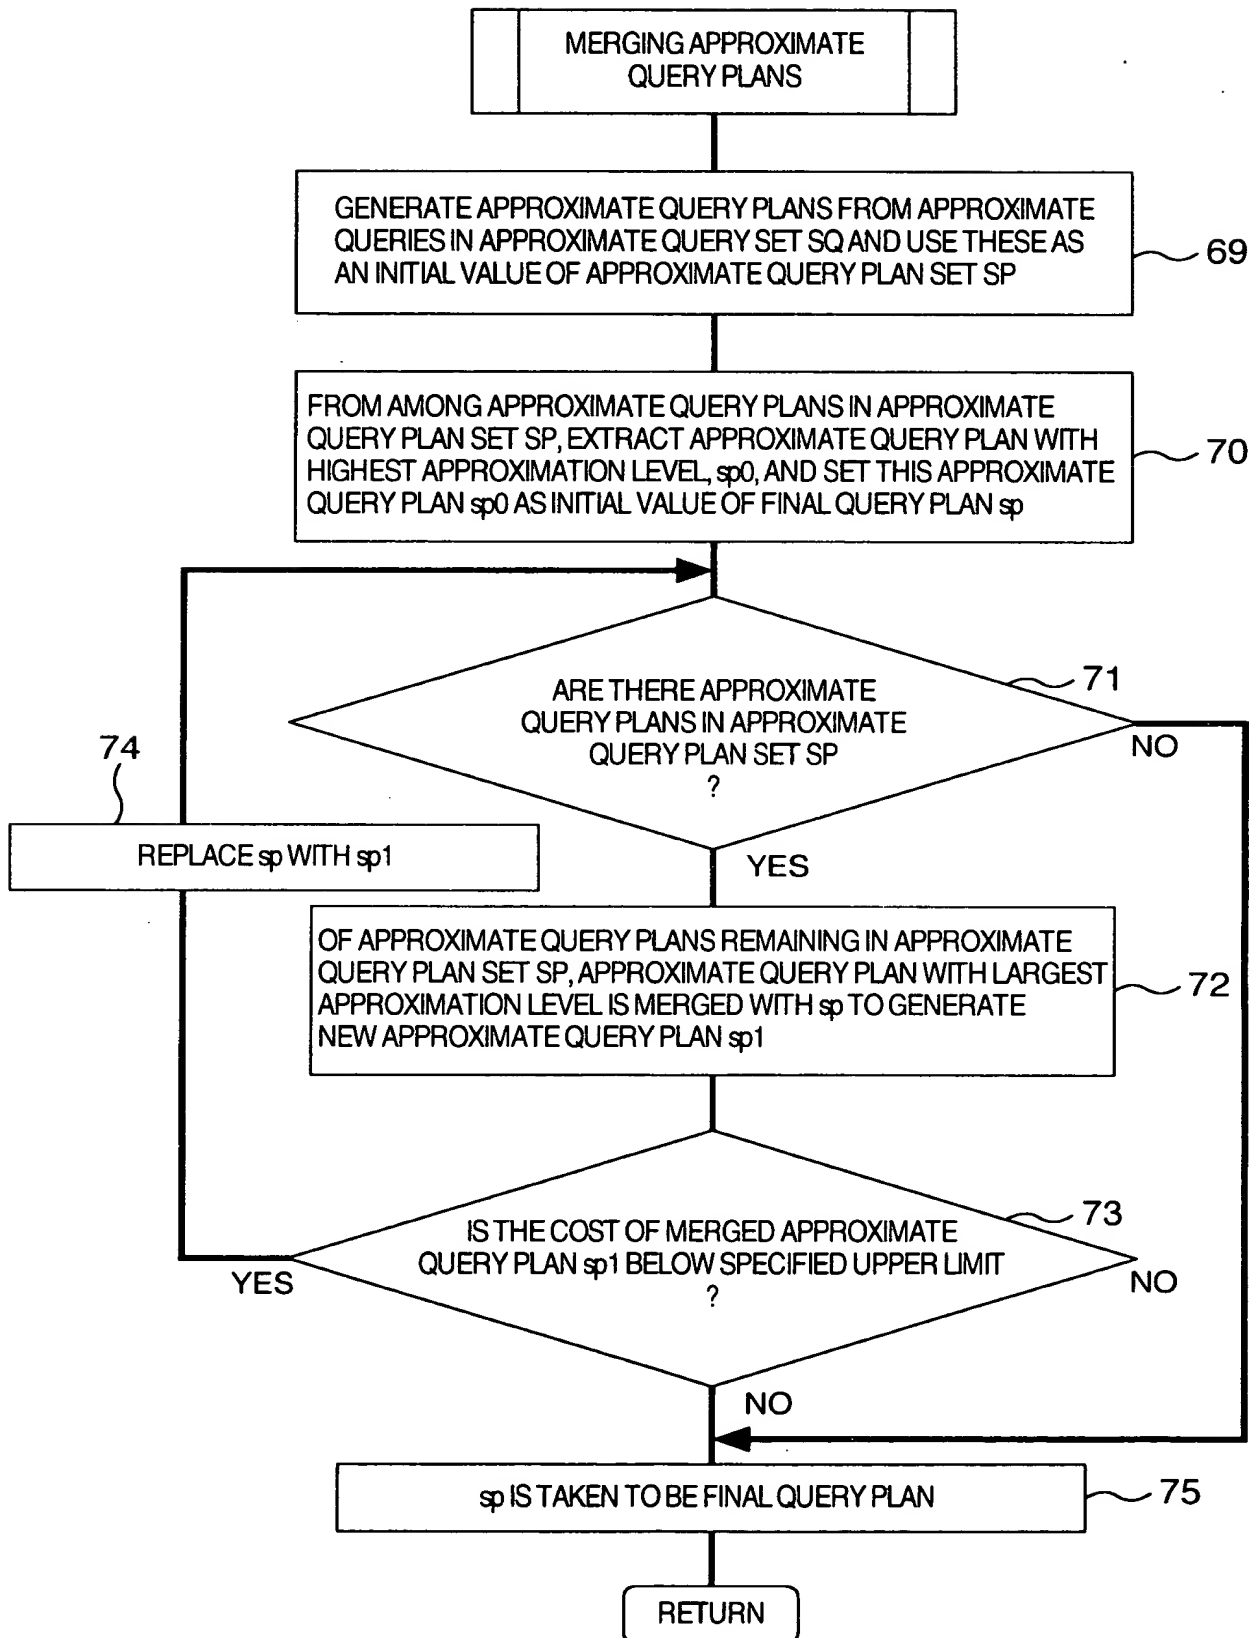 MERGING APPROXIMATE
QUERY PLANS
GENERATE APPROXIMATE QUERY PLANS FROM APPROXIMATE
QUERIES IN APPROXIMATE QUERY SET SQ AND USE THESE AS
AN INITIAL VALUE OF APPROXIMATE QUERY PLAN SET SP
69
FROM AMONG APPROXIMATE QUERY PLANS IN APPROXIMATE
QUERY PLAN SET SP, EXTRACT APPROXIMATE QUERY PLAN WITH
HIGHEST APPROXIMATION LEVEL, sp0, AND SET THIS APPROXIMATE
QUERY PLAN sp0 AS INITIAL VALUE OF FINAL QUERY PLAN sp
70
ARE THERE APPROXIMATE
QUERY PLANS IN APPROXIMATE
QUERY PLAN SET SP
?
71
NO
74
REPLACE sp WITH sp1
YES
OF APPROXIMATE QUERY PLANS REMAINING IN APPROXIMATE
QUERY PLAN SET SP, APPROXIMATE QUERY PLAN WITH LARGEST
APPROXIMATION LEVEL IS MERGED WITH sp TO GENERATE
NEW APPROXIMATE QUERY PLAN sp1
72
IS THE COST OF MERGED APPROXIMATE
QUERY PLAN sp1 BELOW SPECIFIED UPPER LIMIT
?
73
YES
NO
NO
sp IS TAKEN TO BE FINAL QUERY PLAN
75
RETURN